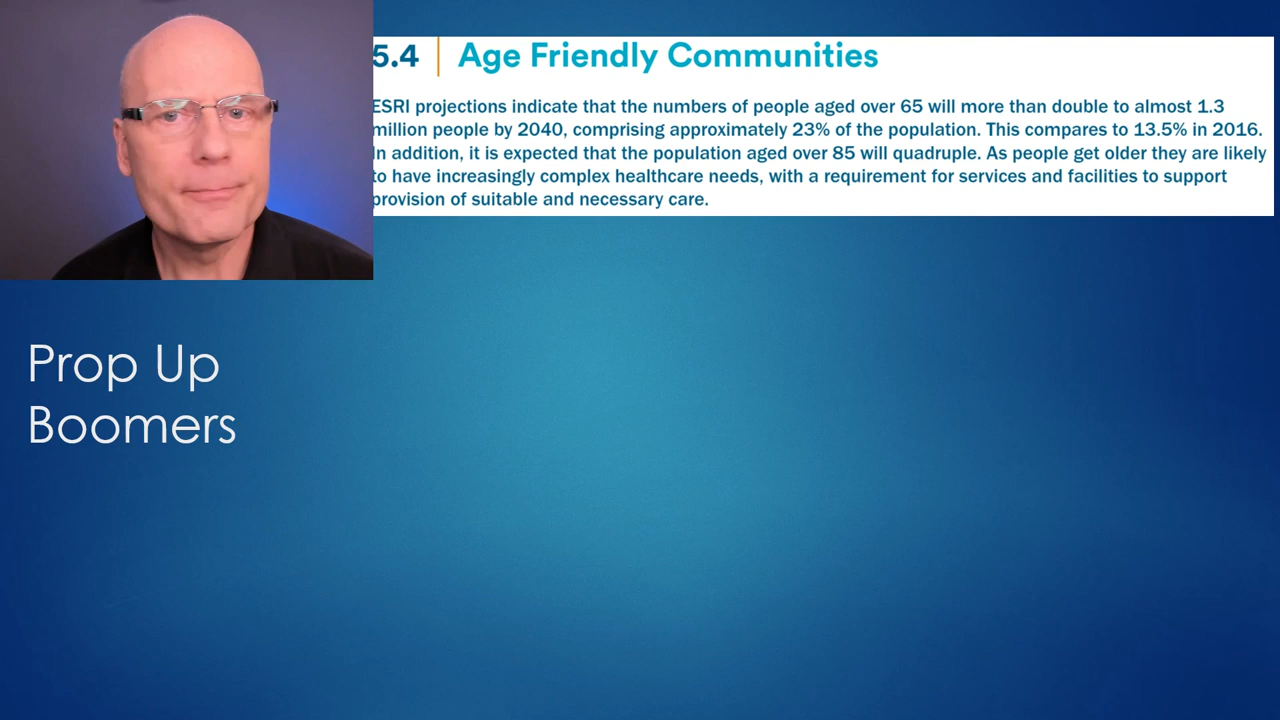 5.4 | Age Friendly Communities
ESRI projections indicate that the numbers of people aged over 65 will more than double to almost 1.3
million people by 2040, comprising approximately 23% of the population. This compares to 13.5% in 2016.
In addition, it is expected that the population aged over 85 will quadruple. As people get older they are likely
to have increasingly complex healthcare needs, with a requirement for services and facilities to support
provision of suitable and necessary care.
Prop Up
Boomers